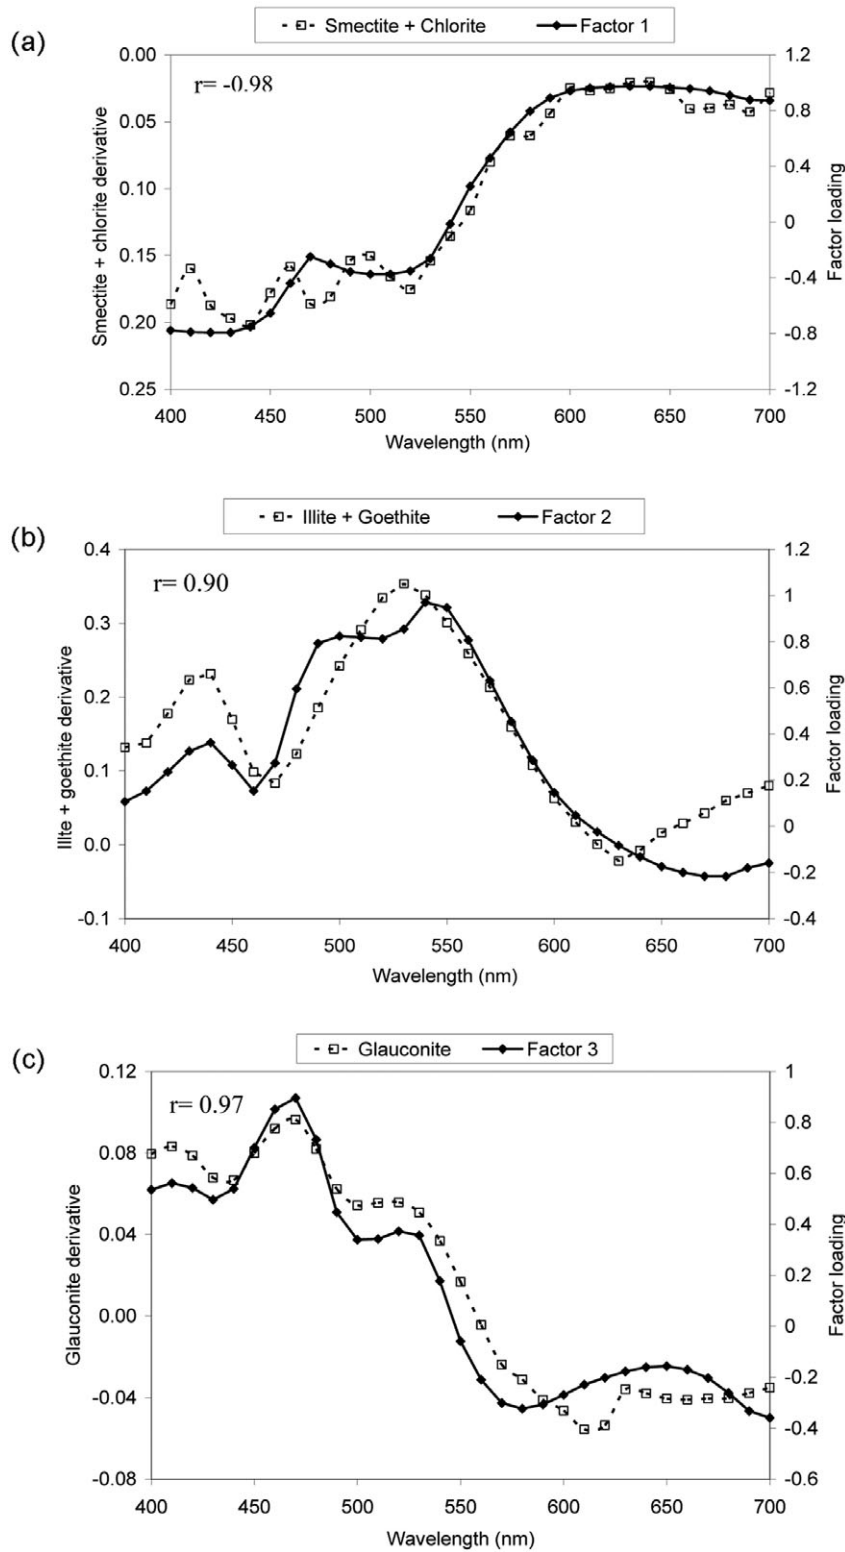 (a)
Smectite + Chlorite Factor 1
r= -0.98
0.00
0.05
0.10
0.15
0.20
0.25
Smectite + chlorite derivative
1.2
0.8
0.4
0
-0.4
-0.8
-1.2
Factor loading
400 450 500 550 600 650 700
Wavelength (nm)
(b)
Illite + Goethite Factor 2
r= 0.90
0.4
0.3
0.2
0.1
0.0
-0.1
Illte + goethite derivative
1.2
1
0.8
0.6
0.4
0.2
0
-0.2
-0.4
Factor loading
400 450 500 550 600 650 700
Wavelength (nm)
(c)
Glauconite Factor 3
r= 0.97
0.12
0.08
0.04
0.00
-0.04
-0.08
Glauconite derivative
1
0.8
0.6
0.4
0.2
0
-0.2
-0.4
-0.6
Factor loading
400 450 500 550 600 650 700
Wavelength (nm)